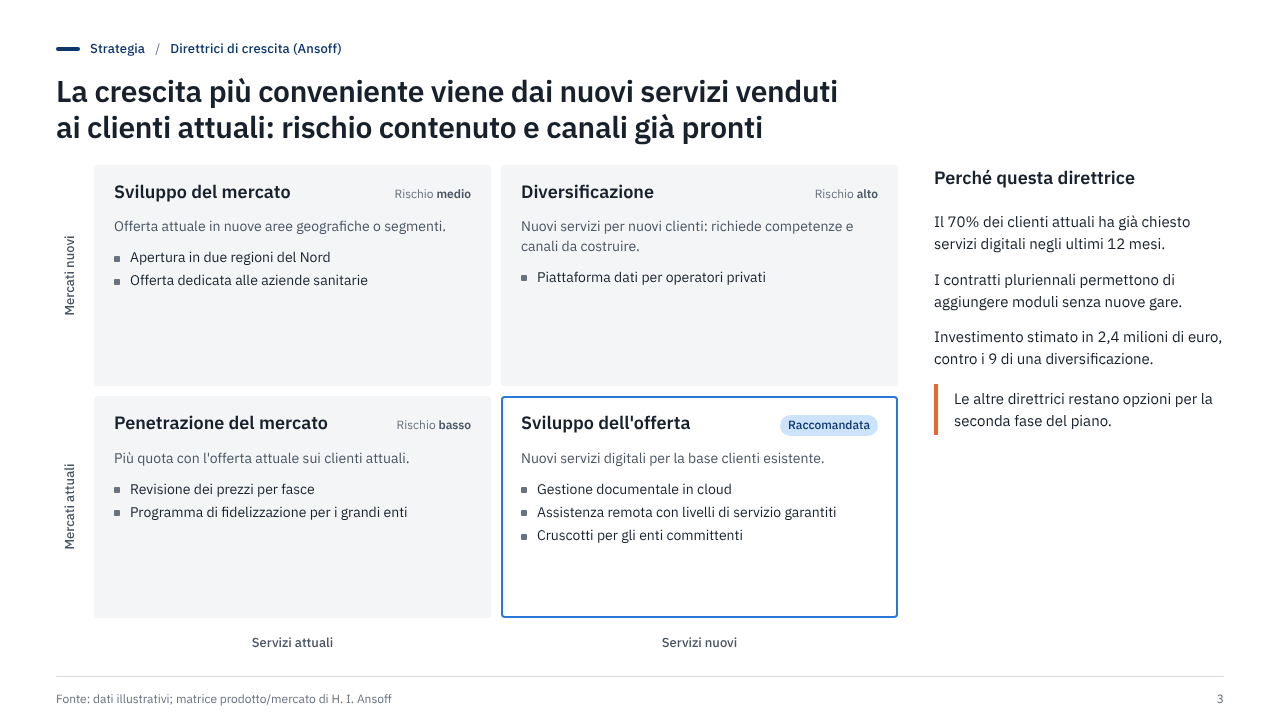 Strategia / Direttrici di crescita (Ansoff)
La crescita più conveniente viene dai nuovi servizi venduti
ai clienti attuali: rischio contenuto e canali già pronti
Mercati nuovi
Sviluppo del mercato
Rischio medio
Offerta attuale in nuove aree geografiche o segmenti.
Apertura in due regioni del Nord
Offerta dedicata alle aziende sanitarie
Diversificazione
Rischio alto
Nuovi servizi per nuovi clienti: richiede competenze e
canali da costruire.
Piattaforma dati per operatori privati
Mercati attuali
Penetrazione del mercato
Rischio basso
Più quota con l'offerta attuale sui clienti attuali.
Revisione dei prezzi per fasce
Programma di fidelizzazione per i grandi enti
Sviluppo dell'offerta
Raccomandata
Nuovi servizi digitali per la base clienti esistente.
Gestione documentale in cloud
Assistenza remota con livelli di servizio garantiti
Cruscotti per gli enti committenti
Servizi attuali
Servizi nuovi
Perché questa direttrice
Il 70% dei clienti attuali ha già chiesto
servizi digitali negli ultimi 12 mesi.
I contratti pluriennali permettono di
aggiungere moduli senza nuove gare.
Investimento stimato in 2,4 milioni di euro,
contro i 9 di una diversificazione.
Le altre direttrici restano opzioni per la
seconda fase del piano.
Fonte: dati illustrativi; matrice prodotto/mercato di H. I. Ansoff
3